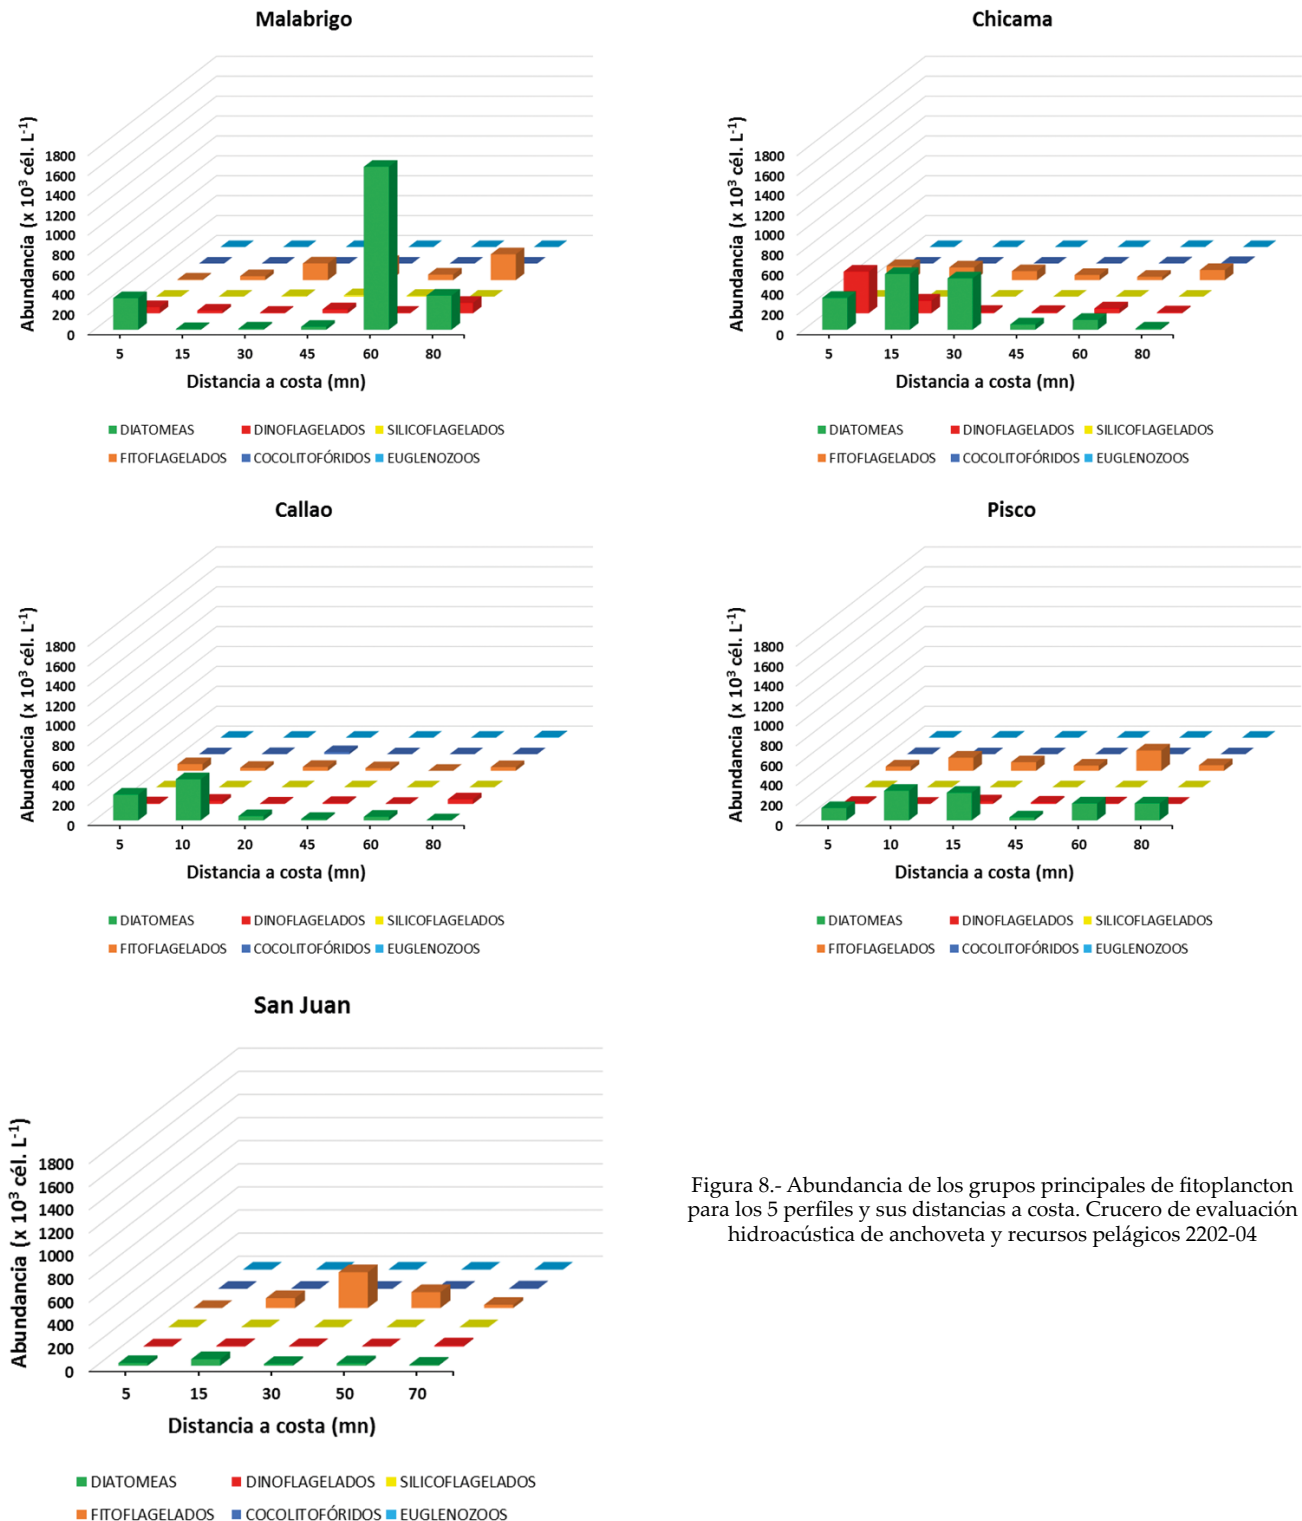 Malabrigo
Abundancia (x 10³ cél. L⁻¹)
1800
1600
1400
1200
1000
800
600
400
200
0
5 15 30 45 60 80
Distancia a costa (mn)
DIATOMEAS DINOFLAGELADOS SILICOFLAGELADOS
FITOFLAGELADOS COCOLITOFÓRIDOS EUGLENOZOOS
Chicama
Abundancia (x 10³ cél. L⁻¹)
1800
1600
1400
1200
1000
800
600
400
200
0
5 15 30 45 60 80
Distancia a costa (mn)
DIATOMEAS DINOFLAGELADOS SILICOFLAGELADOS
FITOFLAGELADOS COCOLITOFÓRIDOS EUGLENOZOOS
Callao
Abundancia (x 10³ cél. L⁻¹)
1800
1600
1400
1200
1000
800
600
400
200
0
5 10 20 45 60 80
Distancia a costa (mn)
DIATOMEAS DINOFLAGELADOS SILICOFLAGELADOS
FITOFLAGELADOS COCOLITOFÓRIDOS EUGLENOZOOS
Pisco
Abundancia (x 10³ cél. L⁻¹)
1800
1600
1400
1200
1000
800
600
400
200
0
5 10 15 45 60 80
Distancia a costa (mn)
DIATOMEAS DINOFLAGELADOS SILICOFLAGELADOS
FITOFLAGELADOS COCOLITOFÓRIDOS EUGLENOZOOS
San Juan
Abundancia (x 10³ cél. L⁻¹)
1800
1600
1400
1200
1000
800
600
400
200
0
5 15 30 50 70
Distancia a costa (mn)
DIATOMEAS DINOFLAGELADOS SILICOFLAGELADOS
FITOFLAGELADOS COCOLITOFÓRIDOS EUGLENOZOOS
Figura 8.- Abundancia de los grupos principales de fitoplancton
para los 5 perfiles y sus distancias a costa. Crucero de evaluación
hidroacústica de anchoveta y recursos pelágicos 2202-04